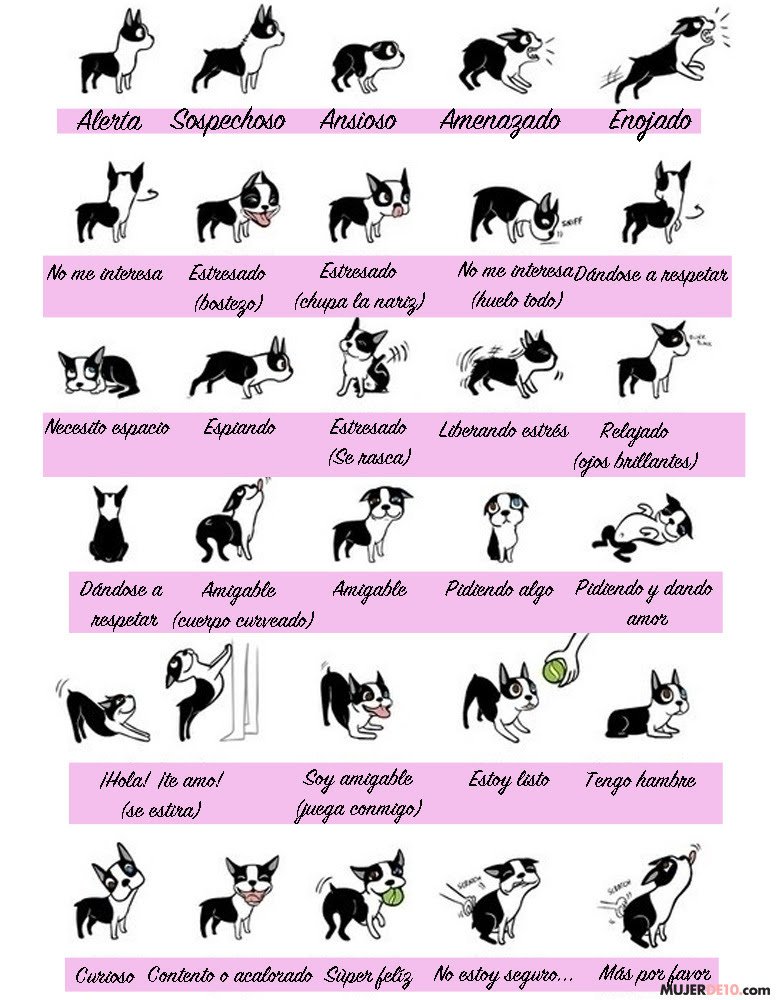 Alerta Sospechoso Ansioso Amenazado Enojado
SNIFF
No me interesa Estresado Estresado No me interesa Dándose a respetar
(bostezo) (chupa la nariz) (huelo todo)
BLINK
BLINK
Necesito espacio Espiando Estresado Liberando estrés Relajado
(Se rasca) (ojos brillantes)
Dándose a Amigable Amigable Pidiendo algo Pidiendo y dando
respetar (cuerpo curveado) amor
¡Hola! ¡te amo! Soy amigable Estoy listo Tengo hambre
(se estira) (juega conmigo)
SCRATCH SCRATCH
Curioso Contento o acalorado Súper felíz No estoy seguro... Más por favor
MUJERDE10.com